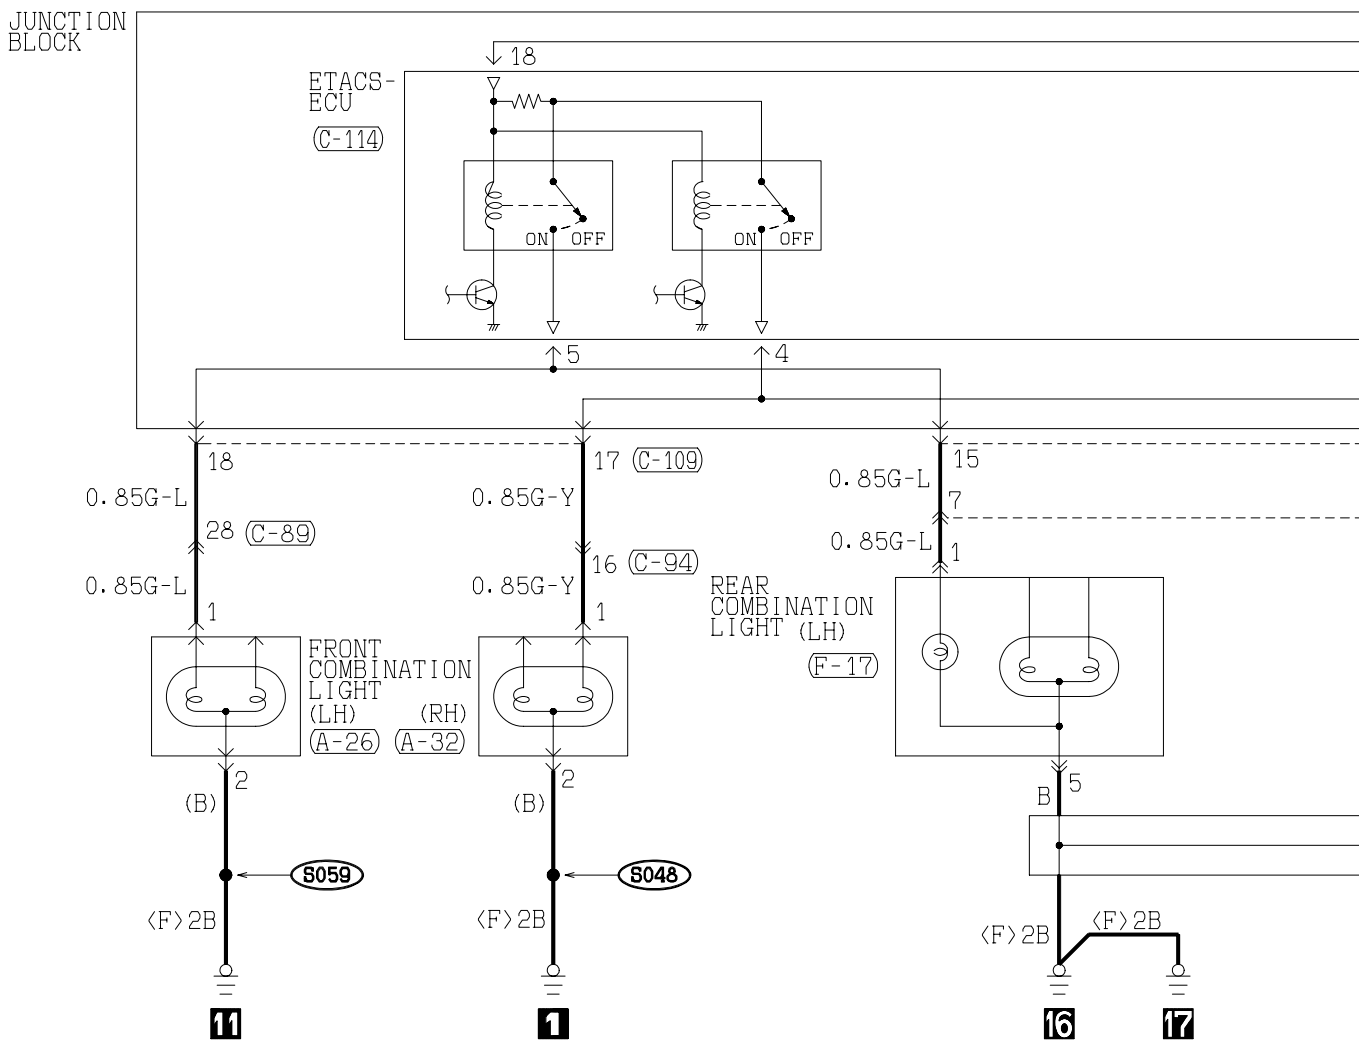 JUNCTION
BLOCK
18
ETACS-
ECU
(C-114)
ON OFF
ON OFF
5
4
18
17 (C-109)
15
0.85G-L
0.85G-Y
0.85G-L
7
28 (C-89)
16 (C-94)
0.85G-L
0.85G-Y
0.85G-L
1
1
1
REAR
COMBINATION
LIGHT (LH)
(F-17)
FRONT
COMBINATION
LIGHT
(LH) (RH)
(A-26) (A-32)
2
2
5
(B)
(B)
B
S059
S048
<F>2B
<F>2B
<F>2B
<F>2B
11
1
16
17